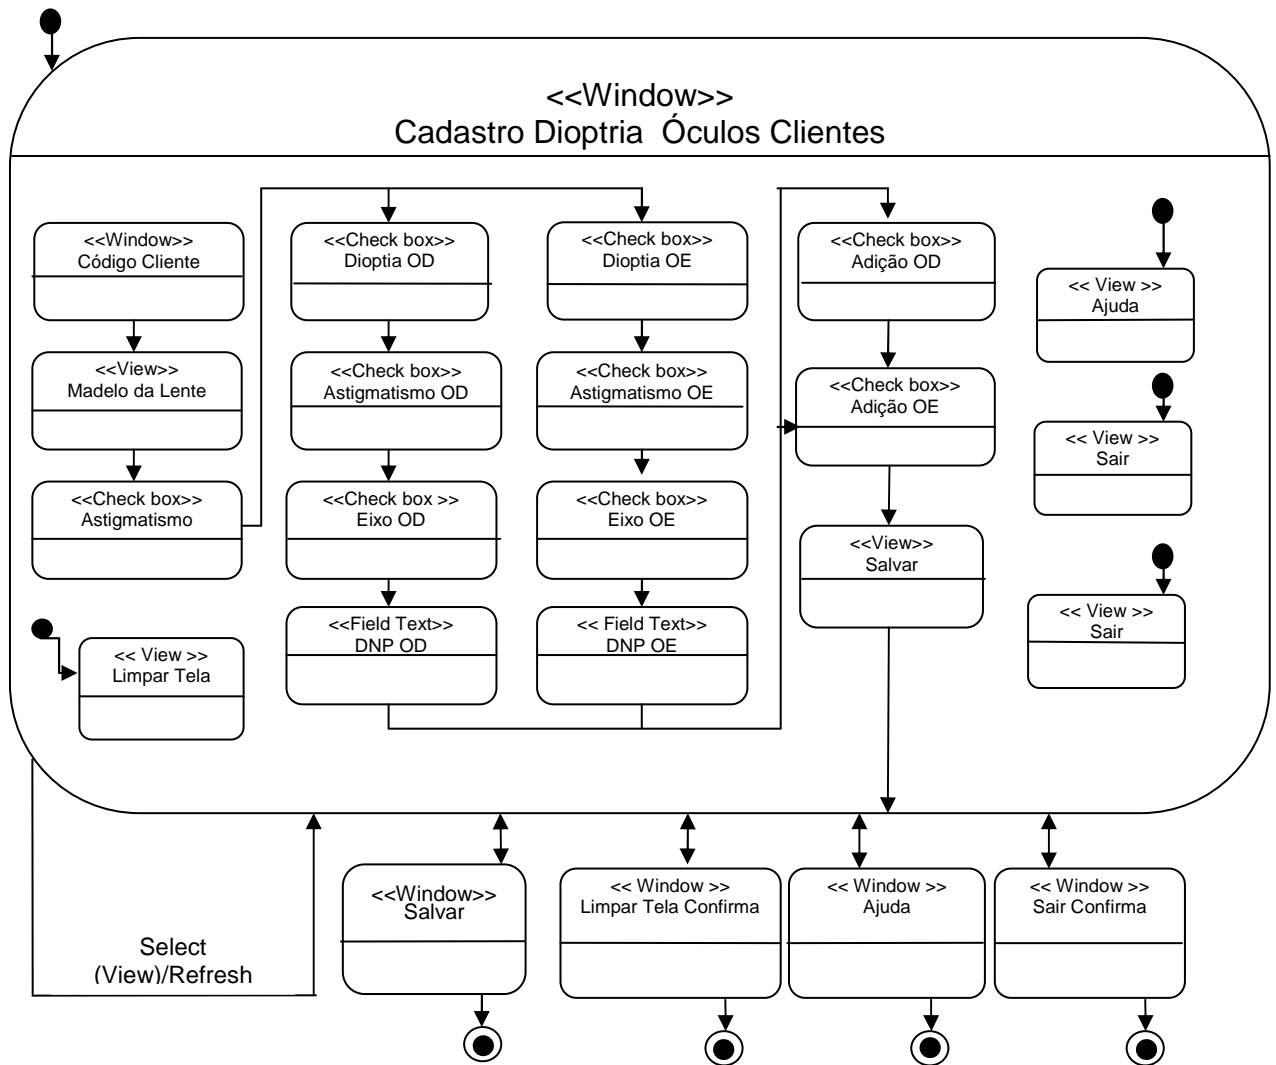 <<Window>>
Cadastro Dioptria  Óculos Clientes
<<Window>>
Código Cliente
<<View>>
Madelo da Lente
<<Check box>>
Astigmatismo
<< View >>
Limpar Tela
<<Check box>>
Dioptia OD
<<Check box>>
Astigmatismo OD
<<Check box >>
Eixo OD
<<Field Text>>
DNP OD
<<Check box>>
Dioptia OE
<<Check box>>
Astigmatismo OE
<<Check box>>
Eixo OE
<< Field Text>>
DNP OE
<<Check box>>
Adição OD
<<Check box>>
Adição OE
<<View>>
Salvar
<< View >>
Ajuda
<< View >>
Sair
<< View >>
Sair
Select
(View)/Refresh
<<Window>>
Salvar
<< Window >>
Limpar Tela Confirma
<< Window >>
Ajuda
<< Window >>
Sair Confirma